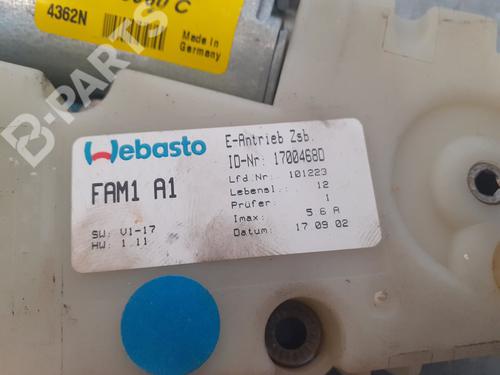 4362N
Made in
Germany
Webasto
FAM1 A1
SW: V1-17
HW: 1.11
E-Antrieb Zsb.
ID-Nr: 1700468D
Lfd Nr: 101223
Lebensl.: 12
Prüfer: 1
Imax: 5.6 A
Datum: 17 09 02
B-PARTS